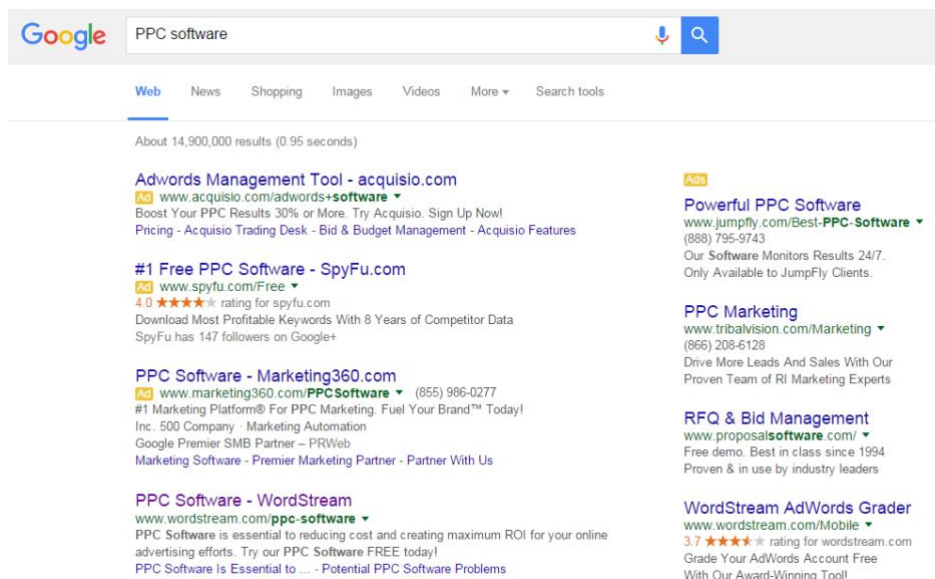 Google
PPC software
Web News Shopping Images Videos More Search tools
About 14,900,000 results (0.95 seconds)
Adwords Management Tool - acquisio.com
Ad www.acquisio.com/adwords+software
Boost Your PPC Results 30% or More. Try Acquisio. Sign Up Now!
Pricing - Acquisio Trading Desk - Bid & Budget Management - Acquisio Features
#1 Free PPC Software - SpyFu.com
Ad www.spyfu.com/Free
4.0 ★★★★★ rating for spyfu.com
Download Most Profitable Keywords With 8 Years of Competitor Data
SpyFu has 147 followers on Google+
PPC Software - Marketing360.com
Ad www.marketing360.com/PPCSoftware (855) 986-0277
#1 Marketing Platform® For PPC Marketing. Fuel Your Brand™ Today!
Inc. 500 Company · Marketing Automation
Google Premier SMB Partner – PRWeb
Marketing Software - Premier Marketing Partner - Partner With Us
PPC Software - WordStream
www.wordstream.com/ppc-software
PPC Software is essential to reducing cost and creating maximum ROI for your online
advertising efforts. Try our PPC Software FREE today!
PPC Software Is Essential to ... - Potential PPC Software Problems
Ads
Powerful PPC Software
www.jumpfly.com/Best-PPC-Software
(888) 795-9743
Our Software Monitors Results 24/7.
Only Available to JumpFly Clients.
PPC Marketing
www.tribalvision.com/Marketing
(866) 208-6128
Drive More Leads And Sales With Our
Proven Team of RI Marketing Experts
RFQ & Bid Management
www.proposalsoftware.com/
Free demo. Best in class since 1994
Proven & in use by industry leaders
WordStream AdWords Grader
www.wordstream.com/Mobile
3.7 ★★★★★ rating for wordstream.com
Grade Your AdWords Account Free
With Our Award-Winning Tool!